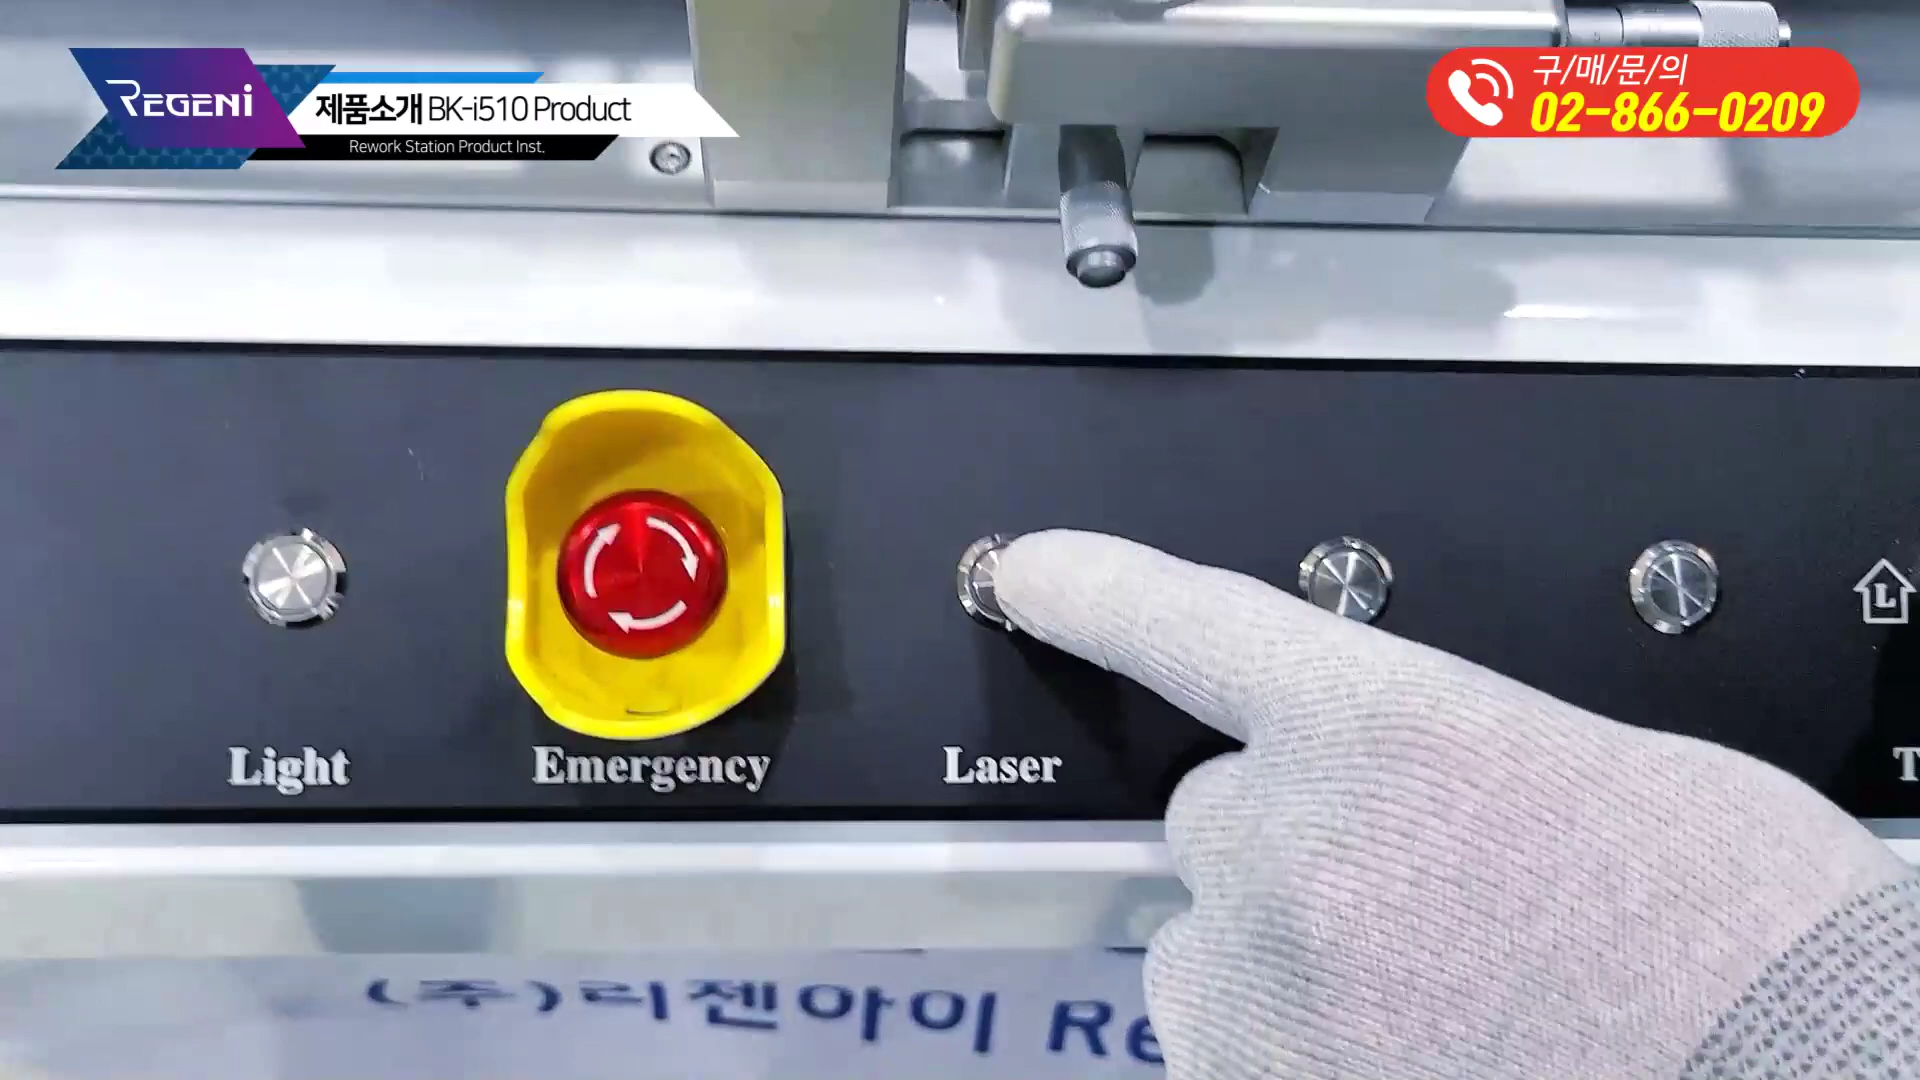 REGENi
제품소개 BK-i510 Product
Rework Station Product Inst.
구/매/문/의
02-866-0209
L
Light
Emergency
Laser
T
(주)리젠아이 Re